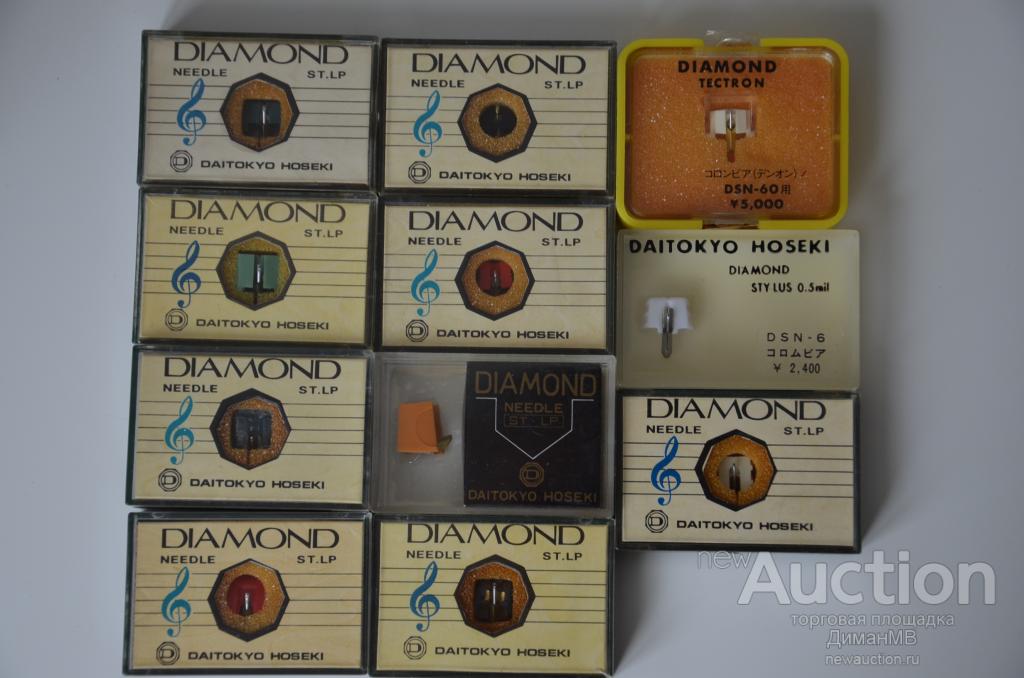 DIAMOND
NEEDLE ST.LP
DAITOKYO HOSEKI
DIAMOND
NEEDLE ST.LP
DAITOKYO HOSEKI
DIAMOND
TECTRON
コロンビア(デンオン)
DSN-60用
¥5,000
DIAMOND
NEEDLE ST.LP
DAITOKYO HOSEKI
DIAMOND
NEEDLE ST.LP
DAITOKYO HOSEKI
DAITOKYO HOSEKI
DIAMOND
STYLUS 0.5mil
DSN-6
コロムビア
¥ 2,400
DIAMOND
NEEDLE ST.LP
DAITOKYO HOSEKI
DIAMOND
NEEDLE
ST·LP
DAITOKYO HOSEKI
DIAMOND
NEEDLE ST.LP
DAITOKYO HOSEKI
DIAMOND
NEEDLE ST.LP
DAITOKYO HOSEKI
DIAMOND
NEEDLE ST.LP
DAITOKYO HOSEKI
newAuction
торговая площадка
ДиманМВ
newauction.ru